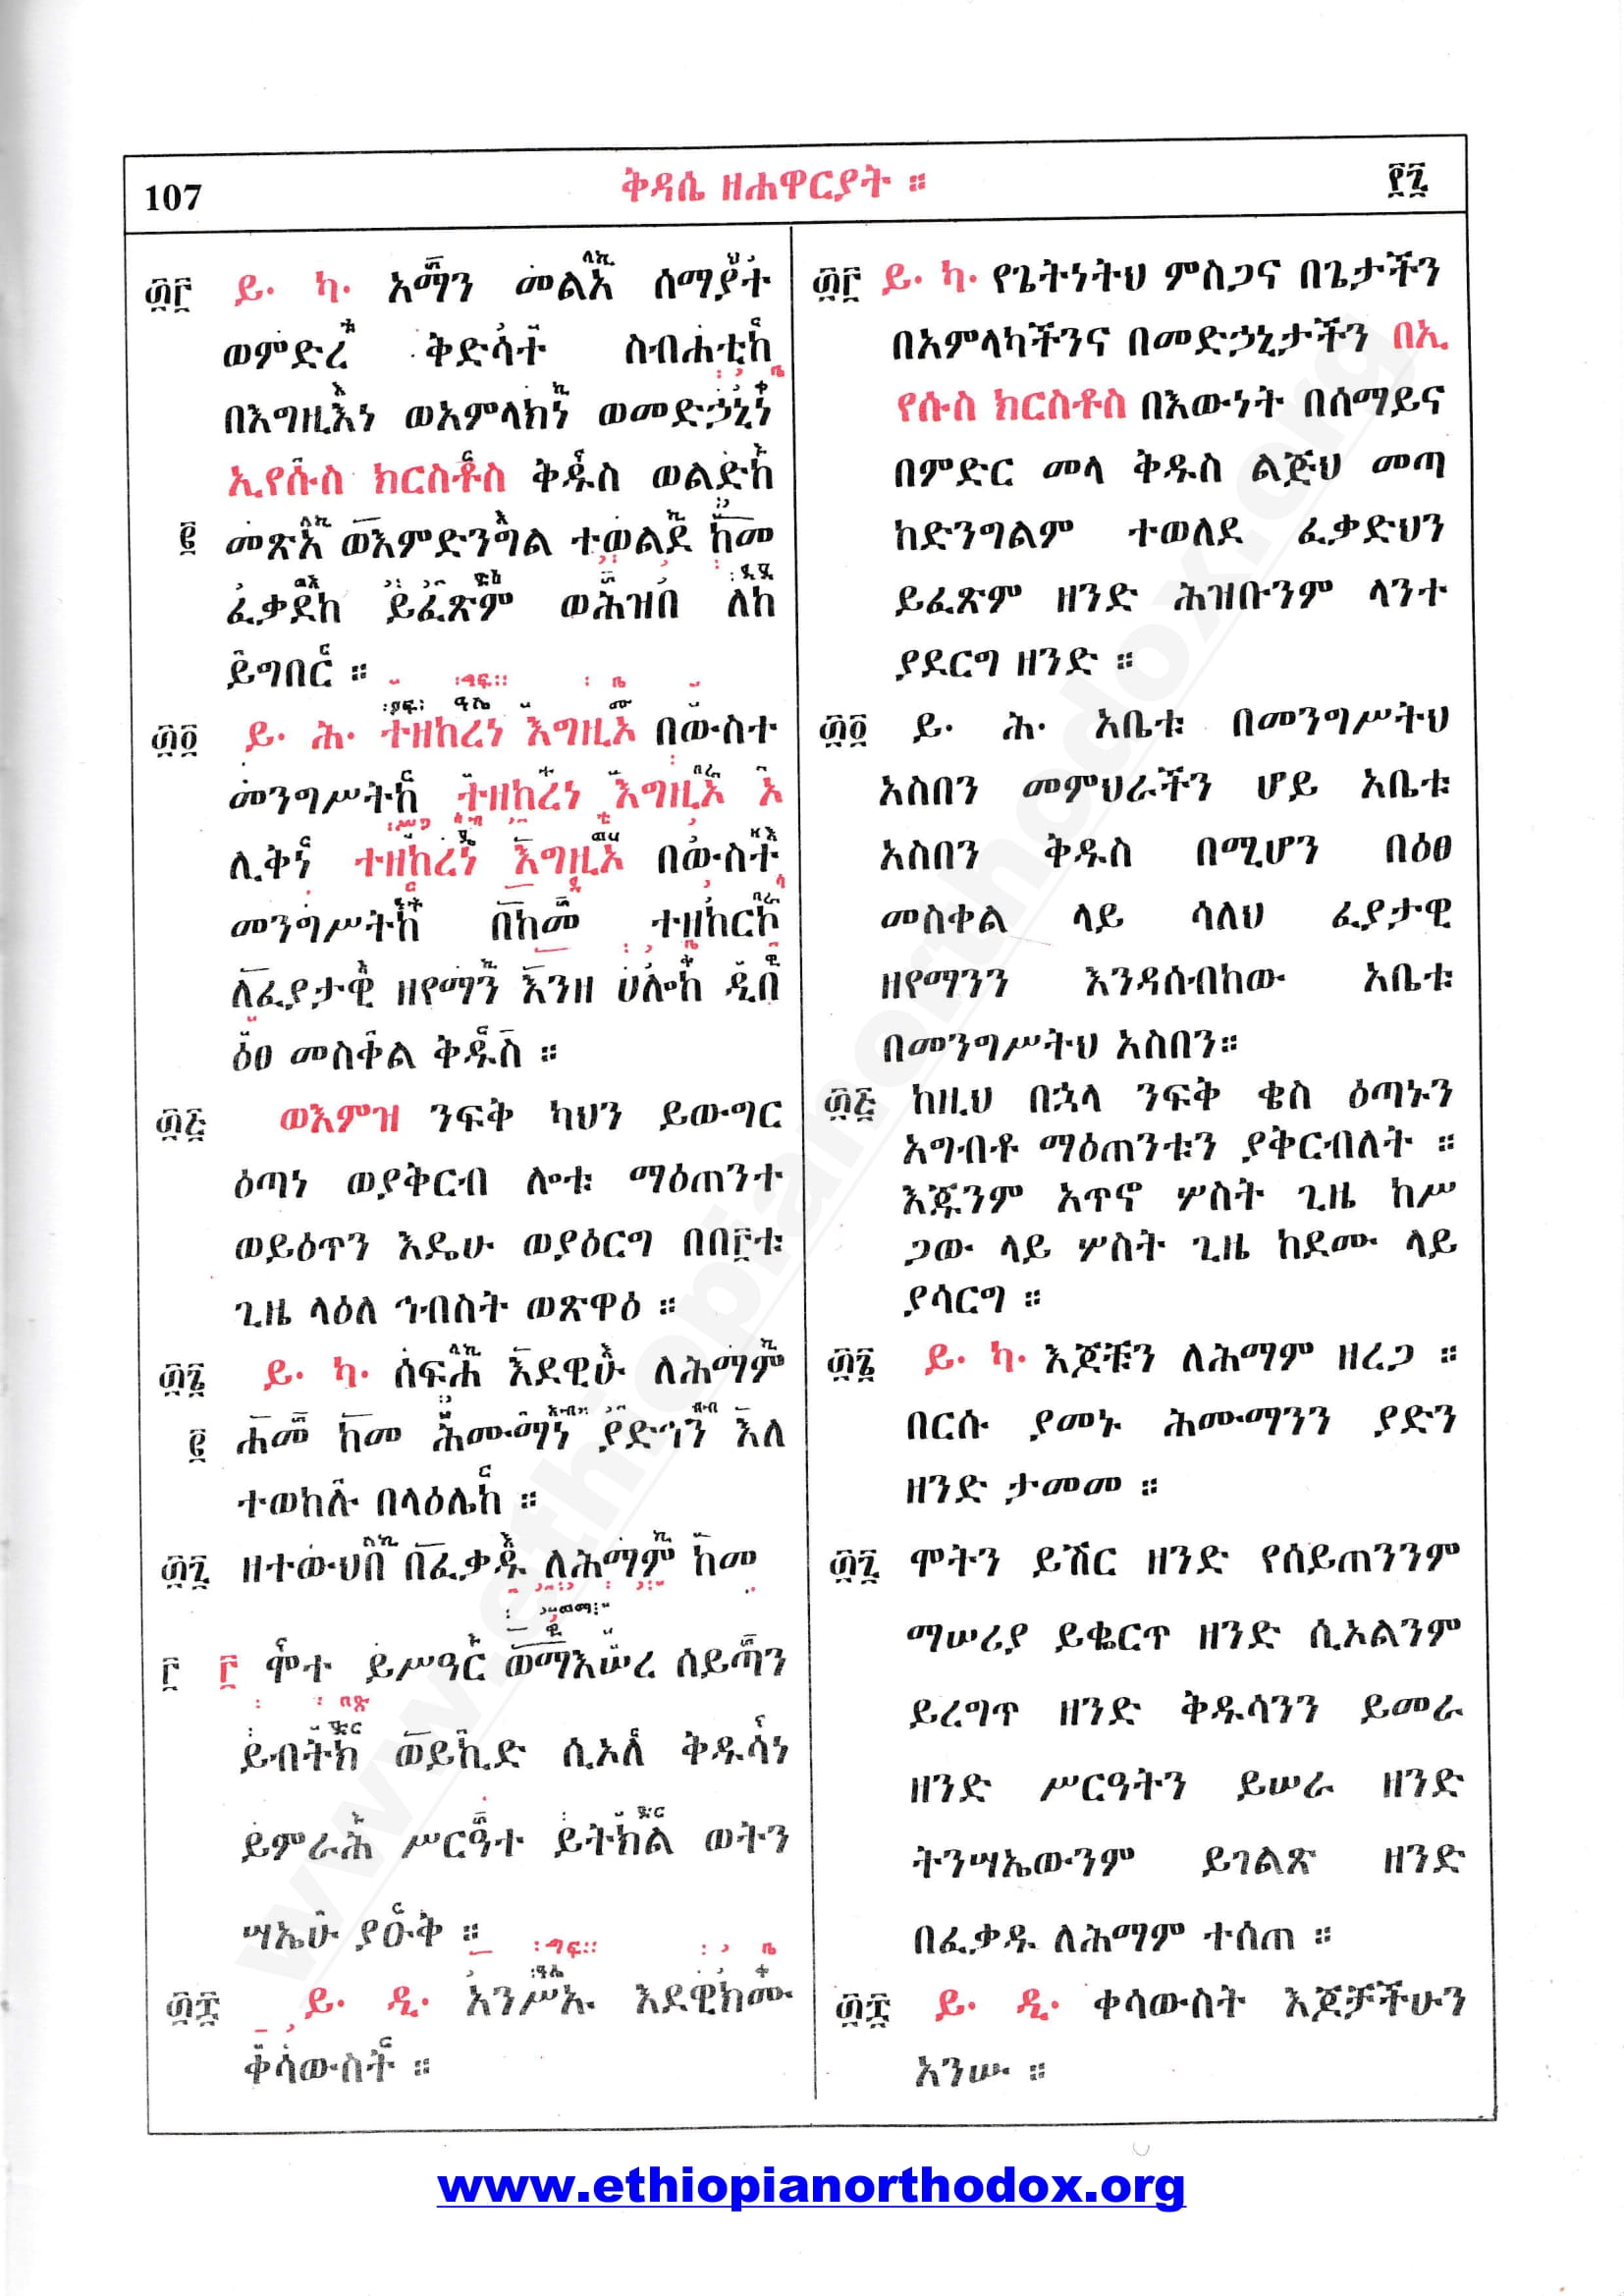 107 ቅዳሴ ዘሐዋርያት ። ፻፯
፴፫ ይ· ካ· አማን መልአ ሰማያተ
ወምድረ ቅድሳተ ስብሐቲከ
በእግዚእነ ወአምላክነ ወመድኃኒነ
ኢየሱስ ክርስቶስ ቅዱስ ወልድከ
፪ መጽአ ወእምድንግል ተወልደ ከመ
ፈቃደከ ይፈጽም ወሕዝበ ለከ
ይግበር ።
፴፬ ይ· ሕ· ተዘከረነ እግዚኦ በውስተ
መንግሥትከ ተዘከረነ እግዚኦ ኦ
ሊቅነ ተዘከረነ እግዚኦ በውስተ
መንግሥትከ በከመ ተዘከርኮ
ለፈያታዊ ዘየማን እንዘ ሀሎከ ዲበ
ዕፀ መስቀል ቅዱስ ።
፴፭ ወእምዝ ንፍቅ ካህን ይውግር
ዕጣነ ወያቅርብ ሎቱ ማዕጠንተ
ወይዕጥን እዴሁ ወያዕርግ በበ፫ቱ
ጊዜ ላዕለ ኅብስት ወጽዋዕ ።
፴፮ ይ· ካ· ሰፍሐ እደዊሁ ለሕማም
፪ ሐመ ከመ ሕሙማነ ያድኅን እለ
ተወከሉ በላዕሌከ ።
፴፯ ዘተውህበ በፈቃዱ ለሕማም ከመ
፫ ፫ ሞተ ይሥዓር ወማእሠረ ሰይጣን
ይብትክ ወይኪድ ሲኦለ ቅዱሳነ
ይምራሕ ሥርዓተ ይትክል ወትን
ሣኤሁ ያዑቅ ።
፴፰ ይ· ዲ· አንሥኡ እደዊክሙ
ቀሳውስት ።
፴፫ ይ· ካ· የጌትነትህ ምስጋና በጌታችን
በአምላካችንና በመድኃኒታችን በኢ
የሱስ ክርስቶስ በእውነት በሰማይና
በምድር መላ ቅዱስ ልጅህ መጣ
ከድንግልም ተወለደ ፈቃድህን
ይፈጽም ዘንድ ሕዝቡንም ላንተ
ያደርግ ዘንድ ።
፴፬ ይ· ሕ· አቤቱ በመንግሥትህ
አስበን መምህራችን ሆይ አቤቱ
አስበን ቅዱስ በሚሆን በዕፀ
መስቀል ላይ ሳለህ ፈያታዊ
ዘየማንን እንዳሰብከው አቤቱ
በመንግሥትህ አስበን።
፴፭ ከዚህ በኋላ ንፍቅ ቄስ ዕጣኑን
አግብቶ ማዕጠንቱን ያቅርብለት ።
እጁንም አጥኖ ሦስት ጊዜ ከሥ
ጋው ላይ ሦስት ጊዜ ከደሙ ላይ
ያሳርግ ።
፴፮ ይ· ካ· እጆቹን ለሕማም ዘረጋ ።
በርሱ ያመኑ ሕሙማንን ያድን
ዘንድ ታመመ ።
፴፯ ሞትን ይሽር ዘንድ የሰይጠንንም
ማሠሪያ ይቈርጥ ዘንድ ሲኦልንም
ይረግጥ ዘንድ ቅዱሳንን ይመራ
ዘንድ ሥርዓትን ይሠራ ዘንድ
ትንሣኤውንም ይገልጽ ዘንድ
በፈቃዱ ለሕማም ተሰጠ ።
፴፰ ይ· ዲ· ቀሳውስት እጆቻችሁን
አንሡ ።
www.ethiopianorthodox.org
www.ethiopianorthodox.org